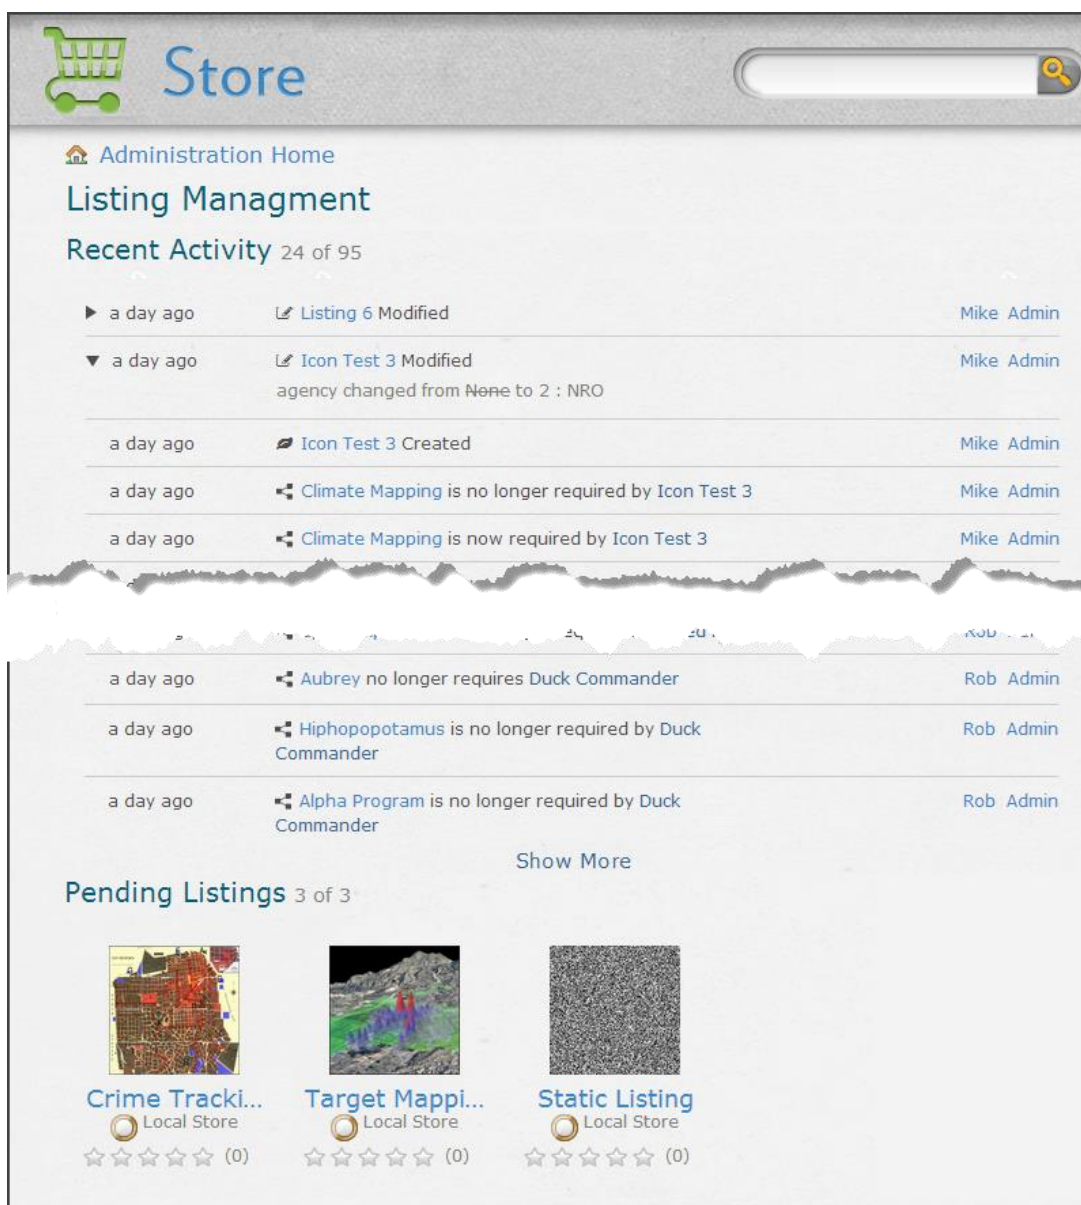 Store
Administration Home
Listing Managment
Recent Activity 24 of 95
a day ago Listing 6 Modified Mike Admin
a day ago Icon Test 3 Modified Mike Admin
agency changed from None to 2 : NRO
a day ago Icon Test 3 Created Mike Admin
a day ago Climate Mapping is no longer required by Icon Test 3 Mike Admin
a day ago Climate Mapping is now required by Icon Test 3 Mike Admin
Rob
a day ago Aubrey no longer requires Duck Commander Rob Admin
a day ago Hiphopopotamus is no longer required by Duck Rob Admin
Commander
a day ago Alpha Program is no longer required by Duck Rob Admin
Commander
Show More
Pending Listings 3 of 3
Crime Tracki... Target Mappi... Static Listing
Local Store Local Store Local Store
(0) (0) (0)